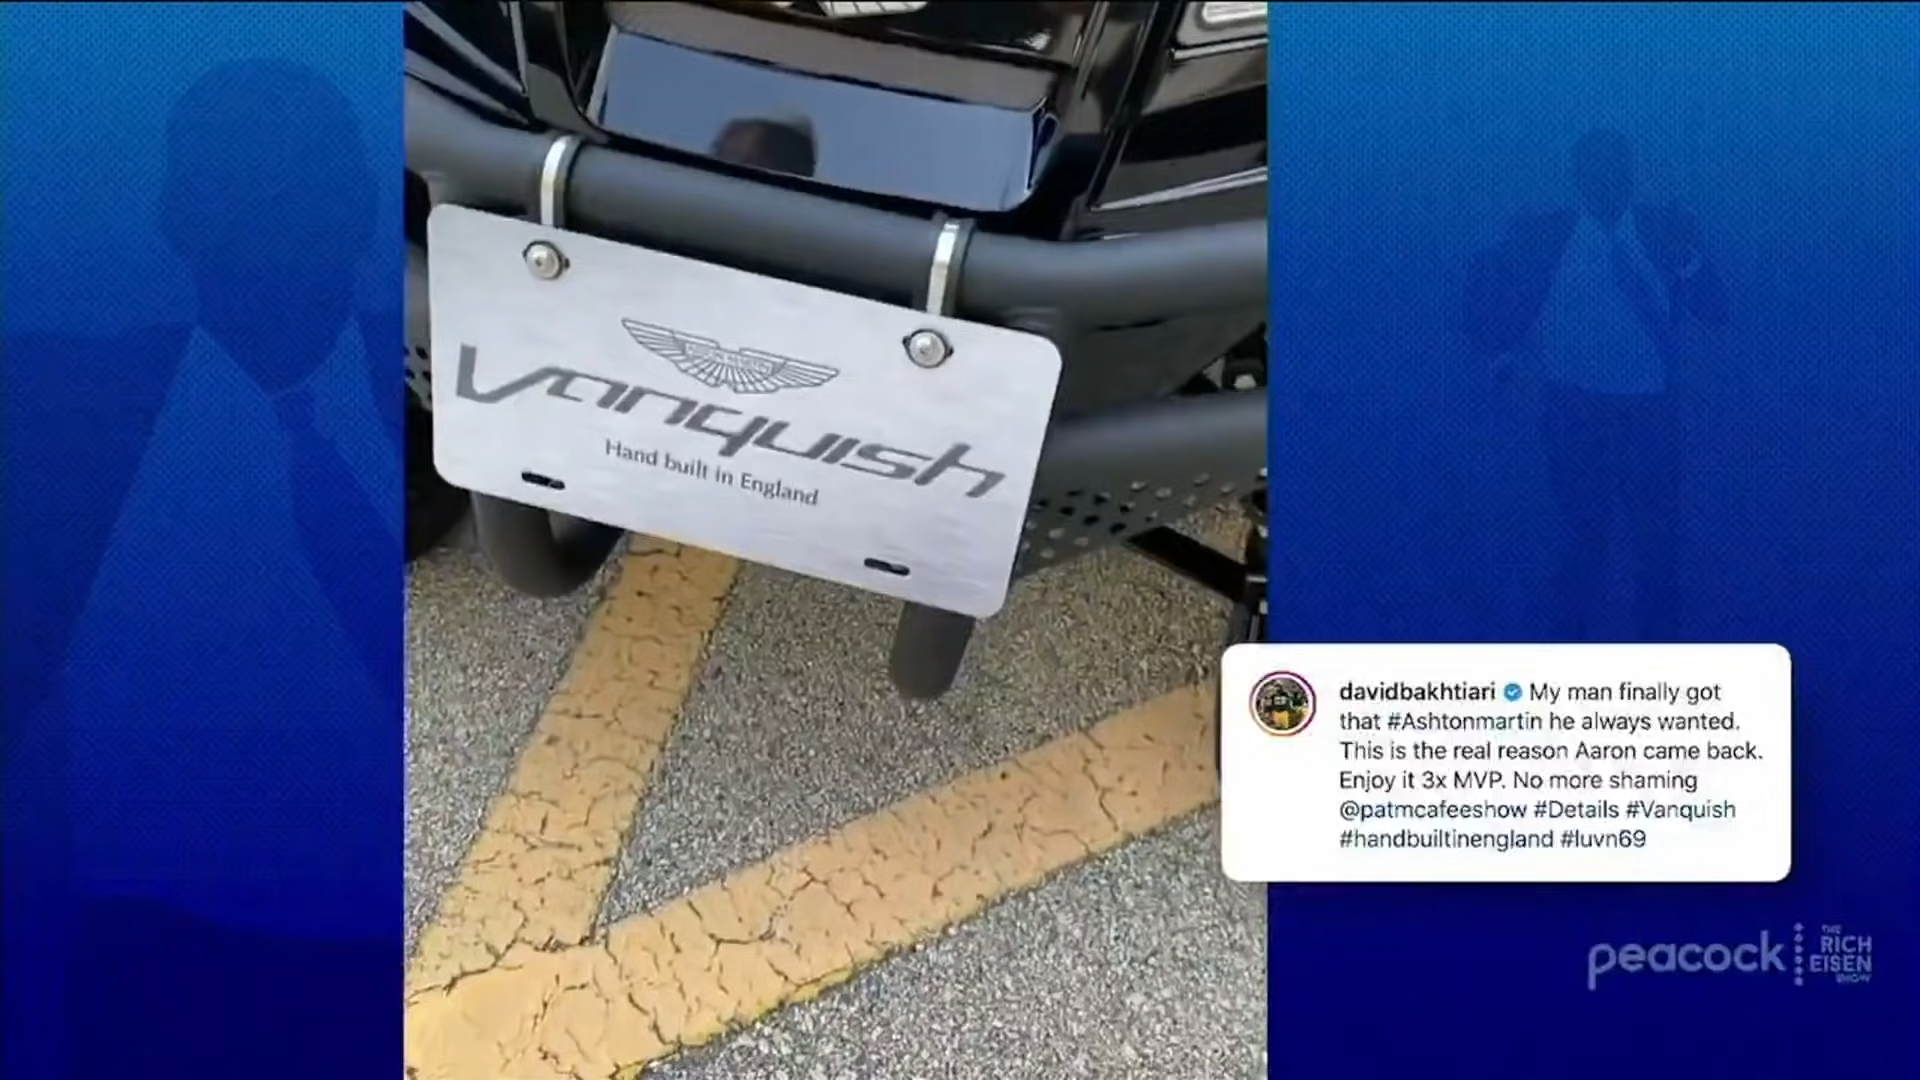 Vanquish
Hand built in England
davidbakhtiari My man finally got
that #Ashtonmartin he always wanted.
This is the real reason Aaron came back.
Enjoy it 3x MVP. No more shaming
@patmcafeeshow #Details #Vanquish
#handbuiltinengland #luvn69
peacock
THE
RICH
EISEN
SHOW